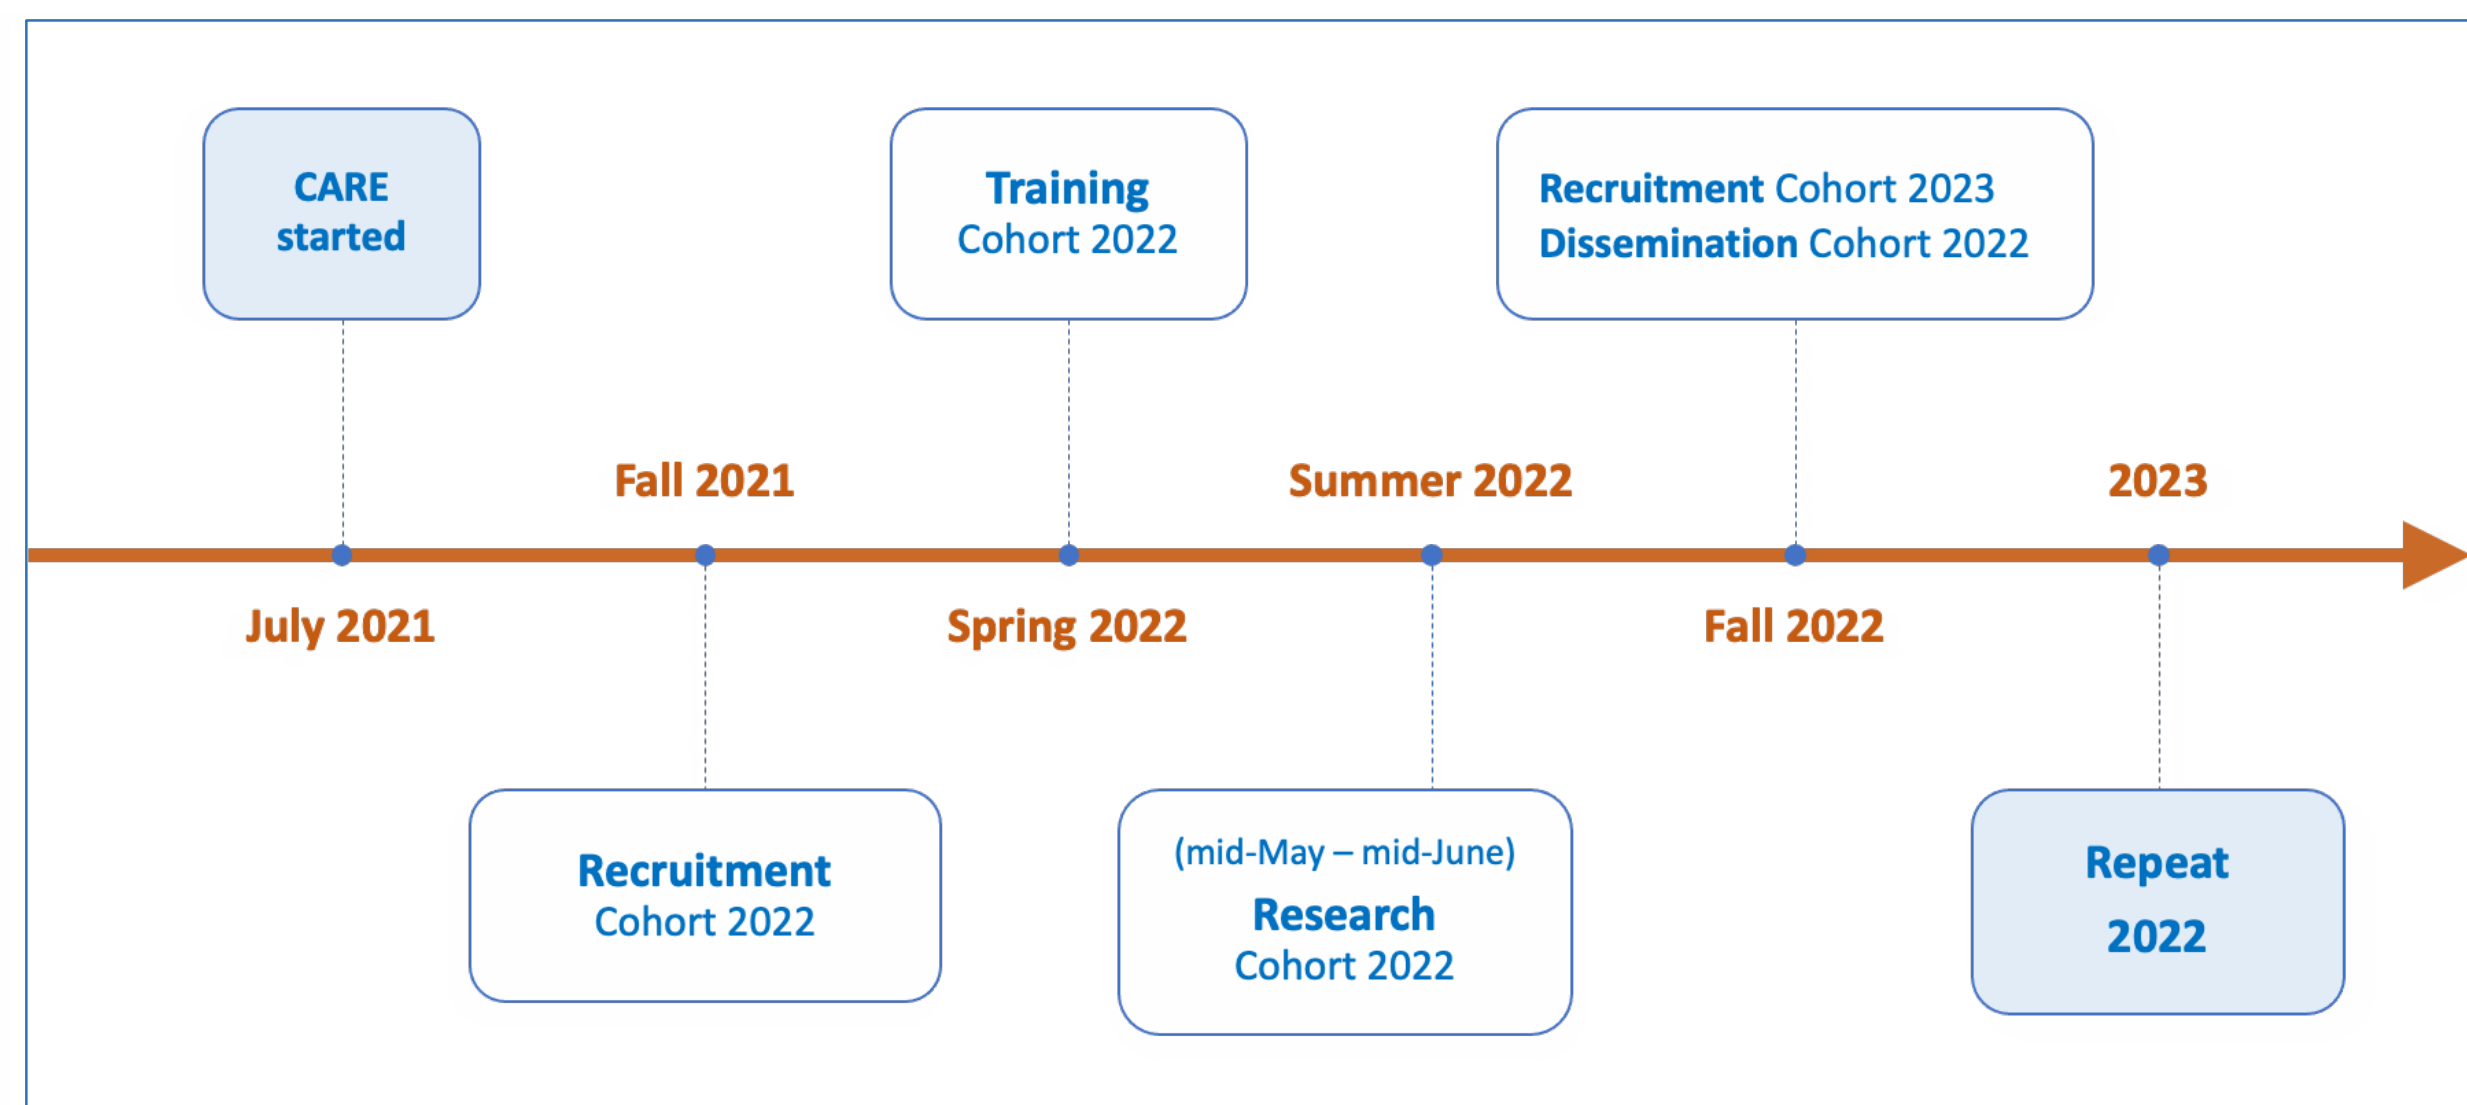 CARE
started
Training
Cohort 2022
Recruitment Cohort 2023
Dissemination Cohort 2022
Fall 2021
Summer 2022
2023
July 2021
Spring 2022
Fall 2022
Recruitment
Cohort 2022
(mid-May – mid-June)
Research
Cohort 2022
Repeat
2022